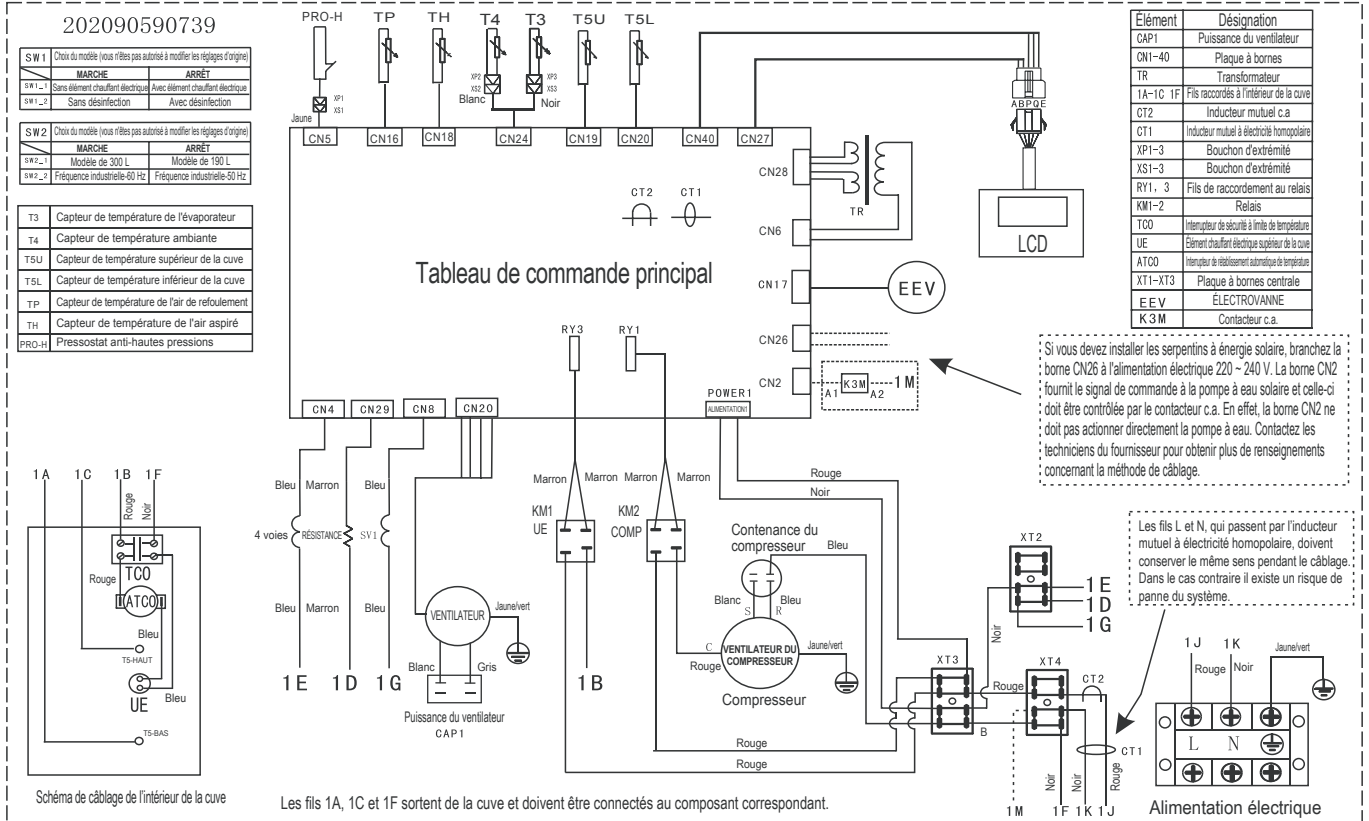 202090590739
SW1 Choix du modèle (vous n'êtes pas autorisé à modifier les réglages d'origine)
MARCHE ARRÊT
SW1_1 Sans élément chauffant électrique Avec élément chauffant électrique
SW1_2 Sans désinfection Avec désinfection
SW2 Choix du modèle (vous n'êtes pas autorisé à modifier les réglages d'origine)
MARCHE ARRÊT
SW2_1 Modèle de 300 L Modèle de 190 L
SW2_2 Fréquence industrielle-60 Hz Fréquence industrielle-50 Hz
T3 Capteur de température de l'évaporateur
T4 Capteur de température ambiante
T5U Capteur de température supérieur de la cuve
T5L Capteur de température inférieur de la cuve
TP Capteur de température de l'air de refoulement
TH Capteur de température de l'air aspiré
PRO-H Pressostat anti-hautes pressions
PRO-H TP TH T4 T3 T5U T5L
XP1
XS1
Jaune
XP2
XS2
Blanc
XP3
XS3
Noir
CN5 CN16 CN18 CN24 CN19 CN20 CN40 CN27
CT2 CT1
Tableau de commande principal
CN28
TR
CN6
CN17
EEV
CN26
CN2
A1 K3M A2 1M
RY3 RY1
POWER1
ALIMENTATION1
CN4 CN29 CN8 CN20
ABPQE
LCD
Élément Désignation
CAP1 Puissance du ventilateur
CN1-40 Plaque à bornes
TR Transformateur
1A-1C 1F Fils raccordés à l'intérieur de la cuve
CT2 Inducteur mutuel c.a
CT1 Inducteur mutuel à électricité homopolaire
XP1-3 Bouchon d'extrémité
XS1-3 Bouchon d'extrémité
RY1, 3 Fils de raccordement au relais
KM1-2 Relais
TCO Interrupteur de sécurité à limite de température
UE Élément chauffant électrique supérieur de la cuve
ATCO Interrupteur de rétablissement automatique de température
XT1-XT3 Plaque à bornes centrale
EEV ÉLECTROVANNE
K3M Contacteur c.a.
Si vous devez installer les serpentins à énergie solaire, branchez la
borne CN26 à l'alimentation électrique 220 ~ 240 V. La borne CN2
fournit le signal de commande à la pompe à eau solaire et celle-ci
doit être contrôlée par le contacteur c.a. En effet, la borne CN2 ne
doit pas actionner directement la pompe à eau. Contactez les
techniciens du fournisseur pour obtenir plus de renseignements
concernant la méthode de câblage.
Les fils L et N, qui passent par l'inducteur
mutuel à électricité homopolaire, doivent
conserver le même sens pendant le câblage.
Dans le cas contraire il existe un risque de
panne du système.
1A 1C 1B 1F
Rouge
Noir
TCO
Rouge
ATCO
Bleu
T5-HAUT
UE
Bleu
T5-BAS
Schéma de câblage de l'intérieur de la cuve
Bleu Marron Bleu
4 voies RÉSISTANCE SV1
Bleu Marron Bleu
1E 1D 1G
VENTILATEUR
Jaune/vert
Blanc Gris
Puissance du ventilateur
CAP1
Marron Marron Marron Marron
KM1
UE
KM2
COMP
1B
Rouge
Noir
Contenance du
compresseur
Bleu
Blanc Bleu
S R
C
Rouge
VENTILATEUR DU
COMPRESSEUR
Jaune/vert
Compresseur
Rouge
Rouge
XT2
1E
1D
1G
Noir
XT3
Rouge
B
XT4
CT2
CT1
Noir
Noir
Rouge
1M 1F 1K 1J
1J 1K
Rouge Noir
Jaune/vert
L N
Alimentation électrique
Les fils 1A, 1C et 1F sortent de la cuve et doivent être connectés au composant correspondant.